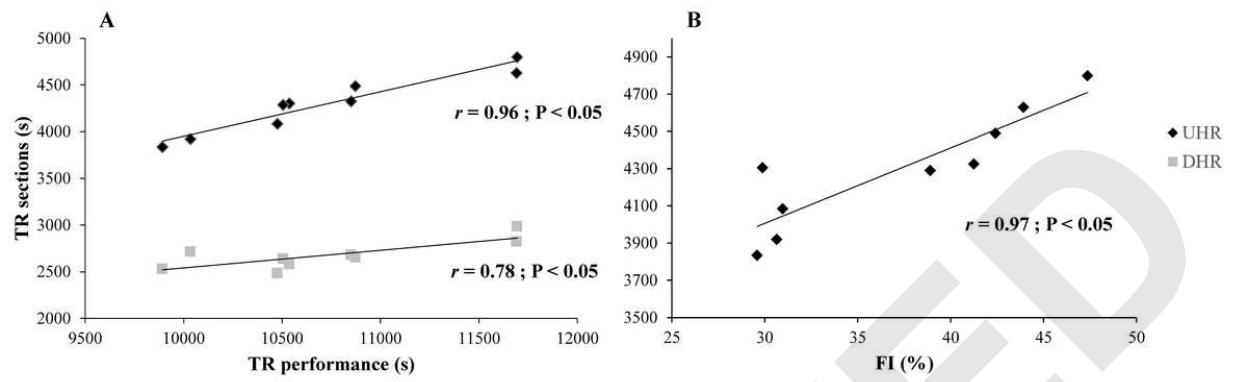 A
TR sections (s)
5000
4500
4000
3500
3000
2500
2000
9500 10000 10500 11000 11500 12000
TR performance (s)
r = 0.96 ; P < 0.05
r = 0.78 ; P < 0.05
B
4900
4700
4500
4300
4100
3900
3700
3500
25 30 35 40 45 50
FI (%)
r = 0.97 ; P < 0.05
UHR
DHR
ED